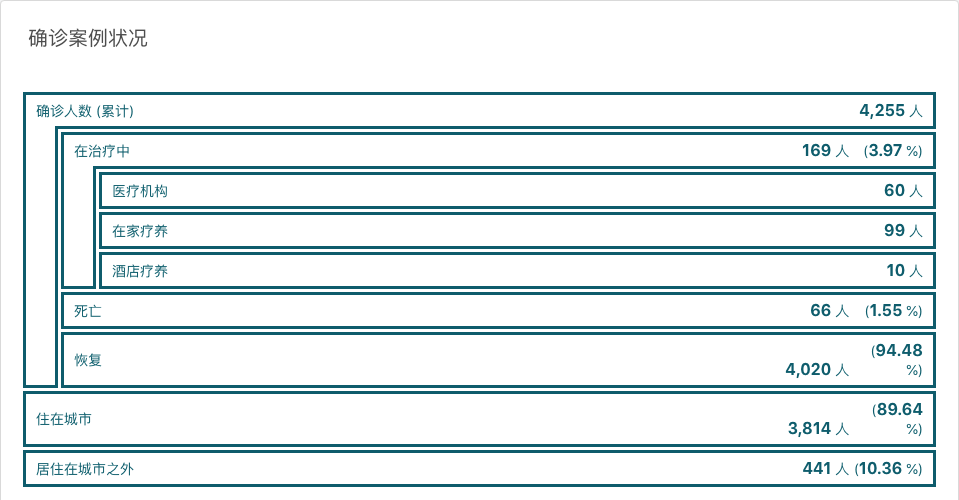 确诊案例状况
确诊人数 (累计) 4,255 人
在治疗中 169 人 (3.97 %)
医疗机构 60 人
在家疗养 99 人
酒店疗养 10 人
死亡 66 人 (1.55 %)
恢复 4,020 人 (94.48 %)
住在城市 3,814 人 (89.64 %)
居住在城市之外 441 人 (10.36 %)